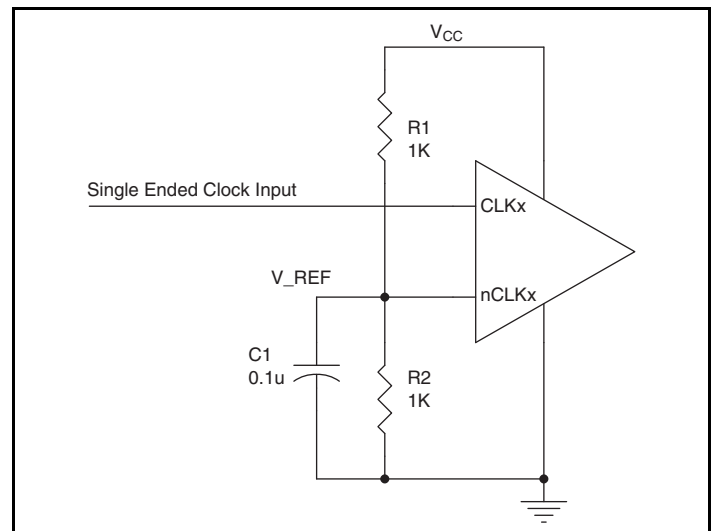 VCC
R1
1K
Single Ended Clock Input
CLKx
V_REF
nCLKx
C1
0.1u
R2
1K